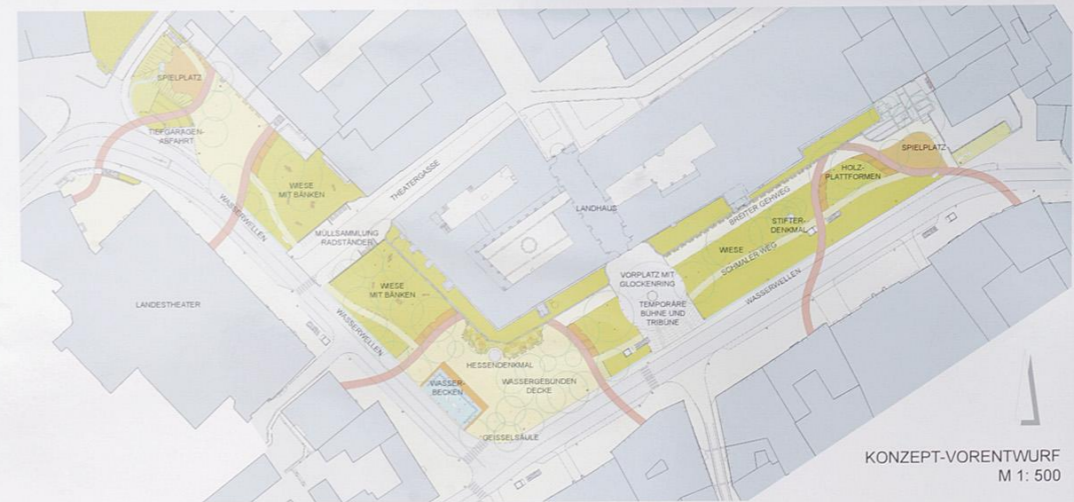 SPIELPLATZ
TIEFGARAGEN-
ABFAHRT
WIESE
MIT BÄNKEN
WASSERWELLEN
MÜLLSAMMLUNG
RADSTÄNDER
THEATERGASSE
LANDHAUS
BREITER GEHWEG
HOLZ-
PLATTFORMEN
SPIELPLATZ
STIFTER-
DENKMAL
WIESE
SCHMALER WEG
WASSERWELLEN
VORPLATZ MIT
GLOCKENRING
TEMPORÄRE
BÜHNE UND
TRIBÜNE
LANDESTHEATER
WIESE
MIT BÄNKEN
WASSERWELLEN
HESSENDENKMAL
WASSER-
BECKEN
WASSERGEBUNDEN
DECKE
GEISSELSÄULE
KONZEPT-VORENTWURF
M 1: 500